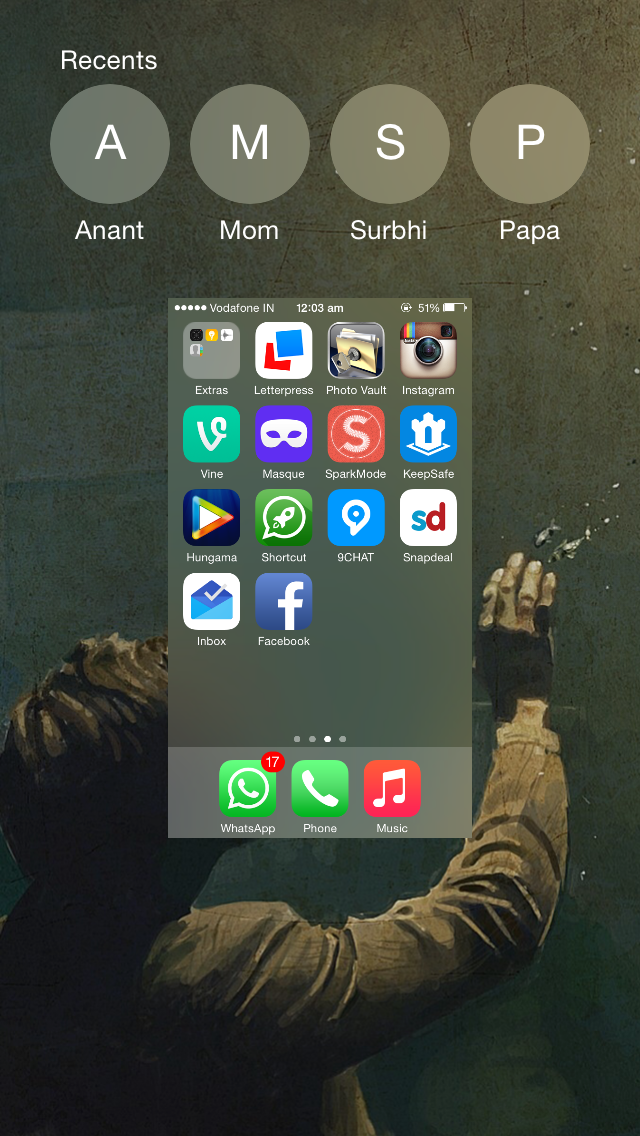 Recents
A M S P
Anant Mom Surbhi Papa
Vodafone IN 12:03 am 51%
Extras Letterpress Photo Vault Instagram
Vine Masque SparkMode KeepSafe
S
sd
Hungama Shortcut 9CHAT Snapdeal
Inbox Facebook
17
WhatsApp Phone Music